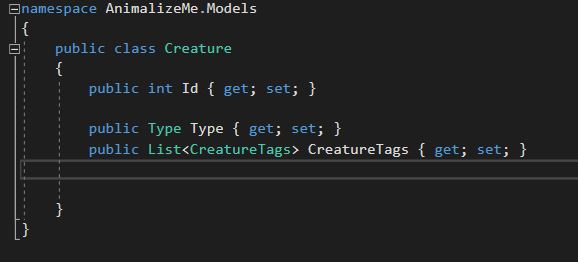 namespace AnimalizeMe.Models
{
public class Creature
{
public int Id { get; set; }
public Type Type { get; set; }
public List<CreatureTags> CreatureTags { get; set; }
}
}